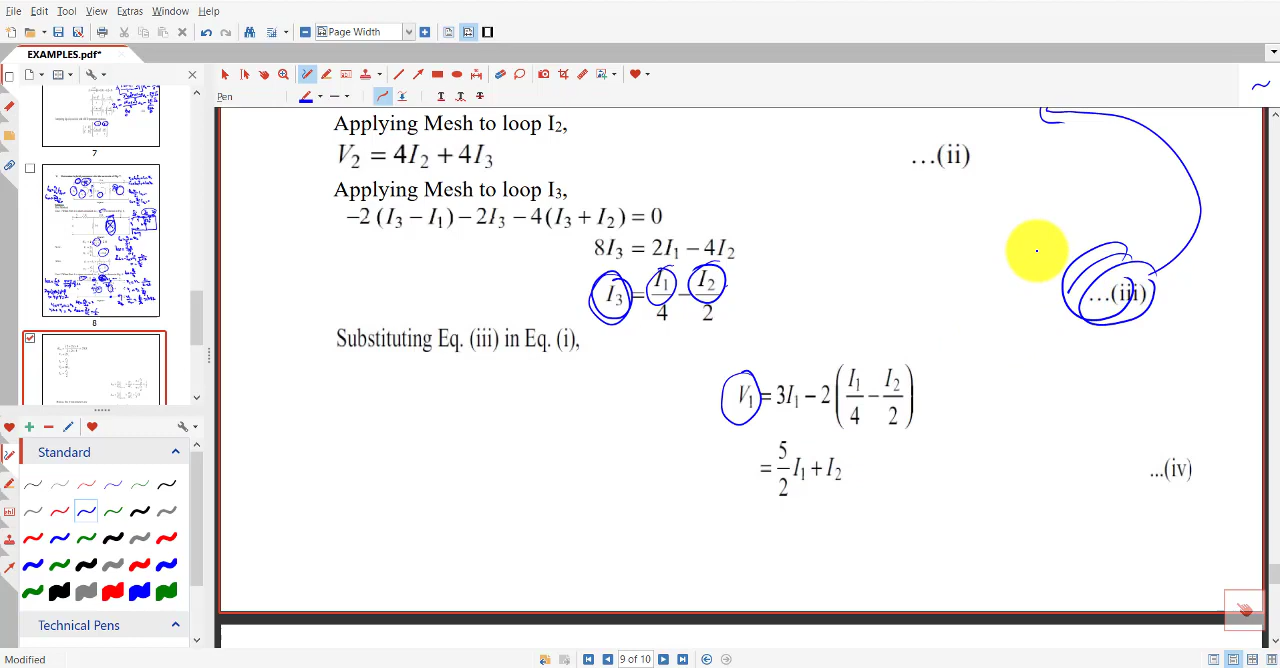 File Edit Tool View Extras Window Help
Page Width
EXAMPLES.pdf*
Pen
7
8
Standard
Technical Pens
Applying Mesh to loop I₂,
V₂ = 4I₂ + 4I₃ ...(ii)
Applying Mesh to loop I₃,
−2 (I₃ − I₁) − 2I₃ − 4(I₃ + I₂) = 0
8I₃ = 2I₁ − 4I₂
I₃ = I₁/4 − I₂/2 ...(iii)
Substituting Eq. (iii) in Eq. (i),
V₁ = 3I₁ − 2(I₁/4 − I₂/2)
= 5/2 I₁ + I₂ ...(iv)
Modified
9 of 10